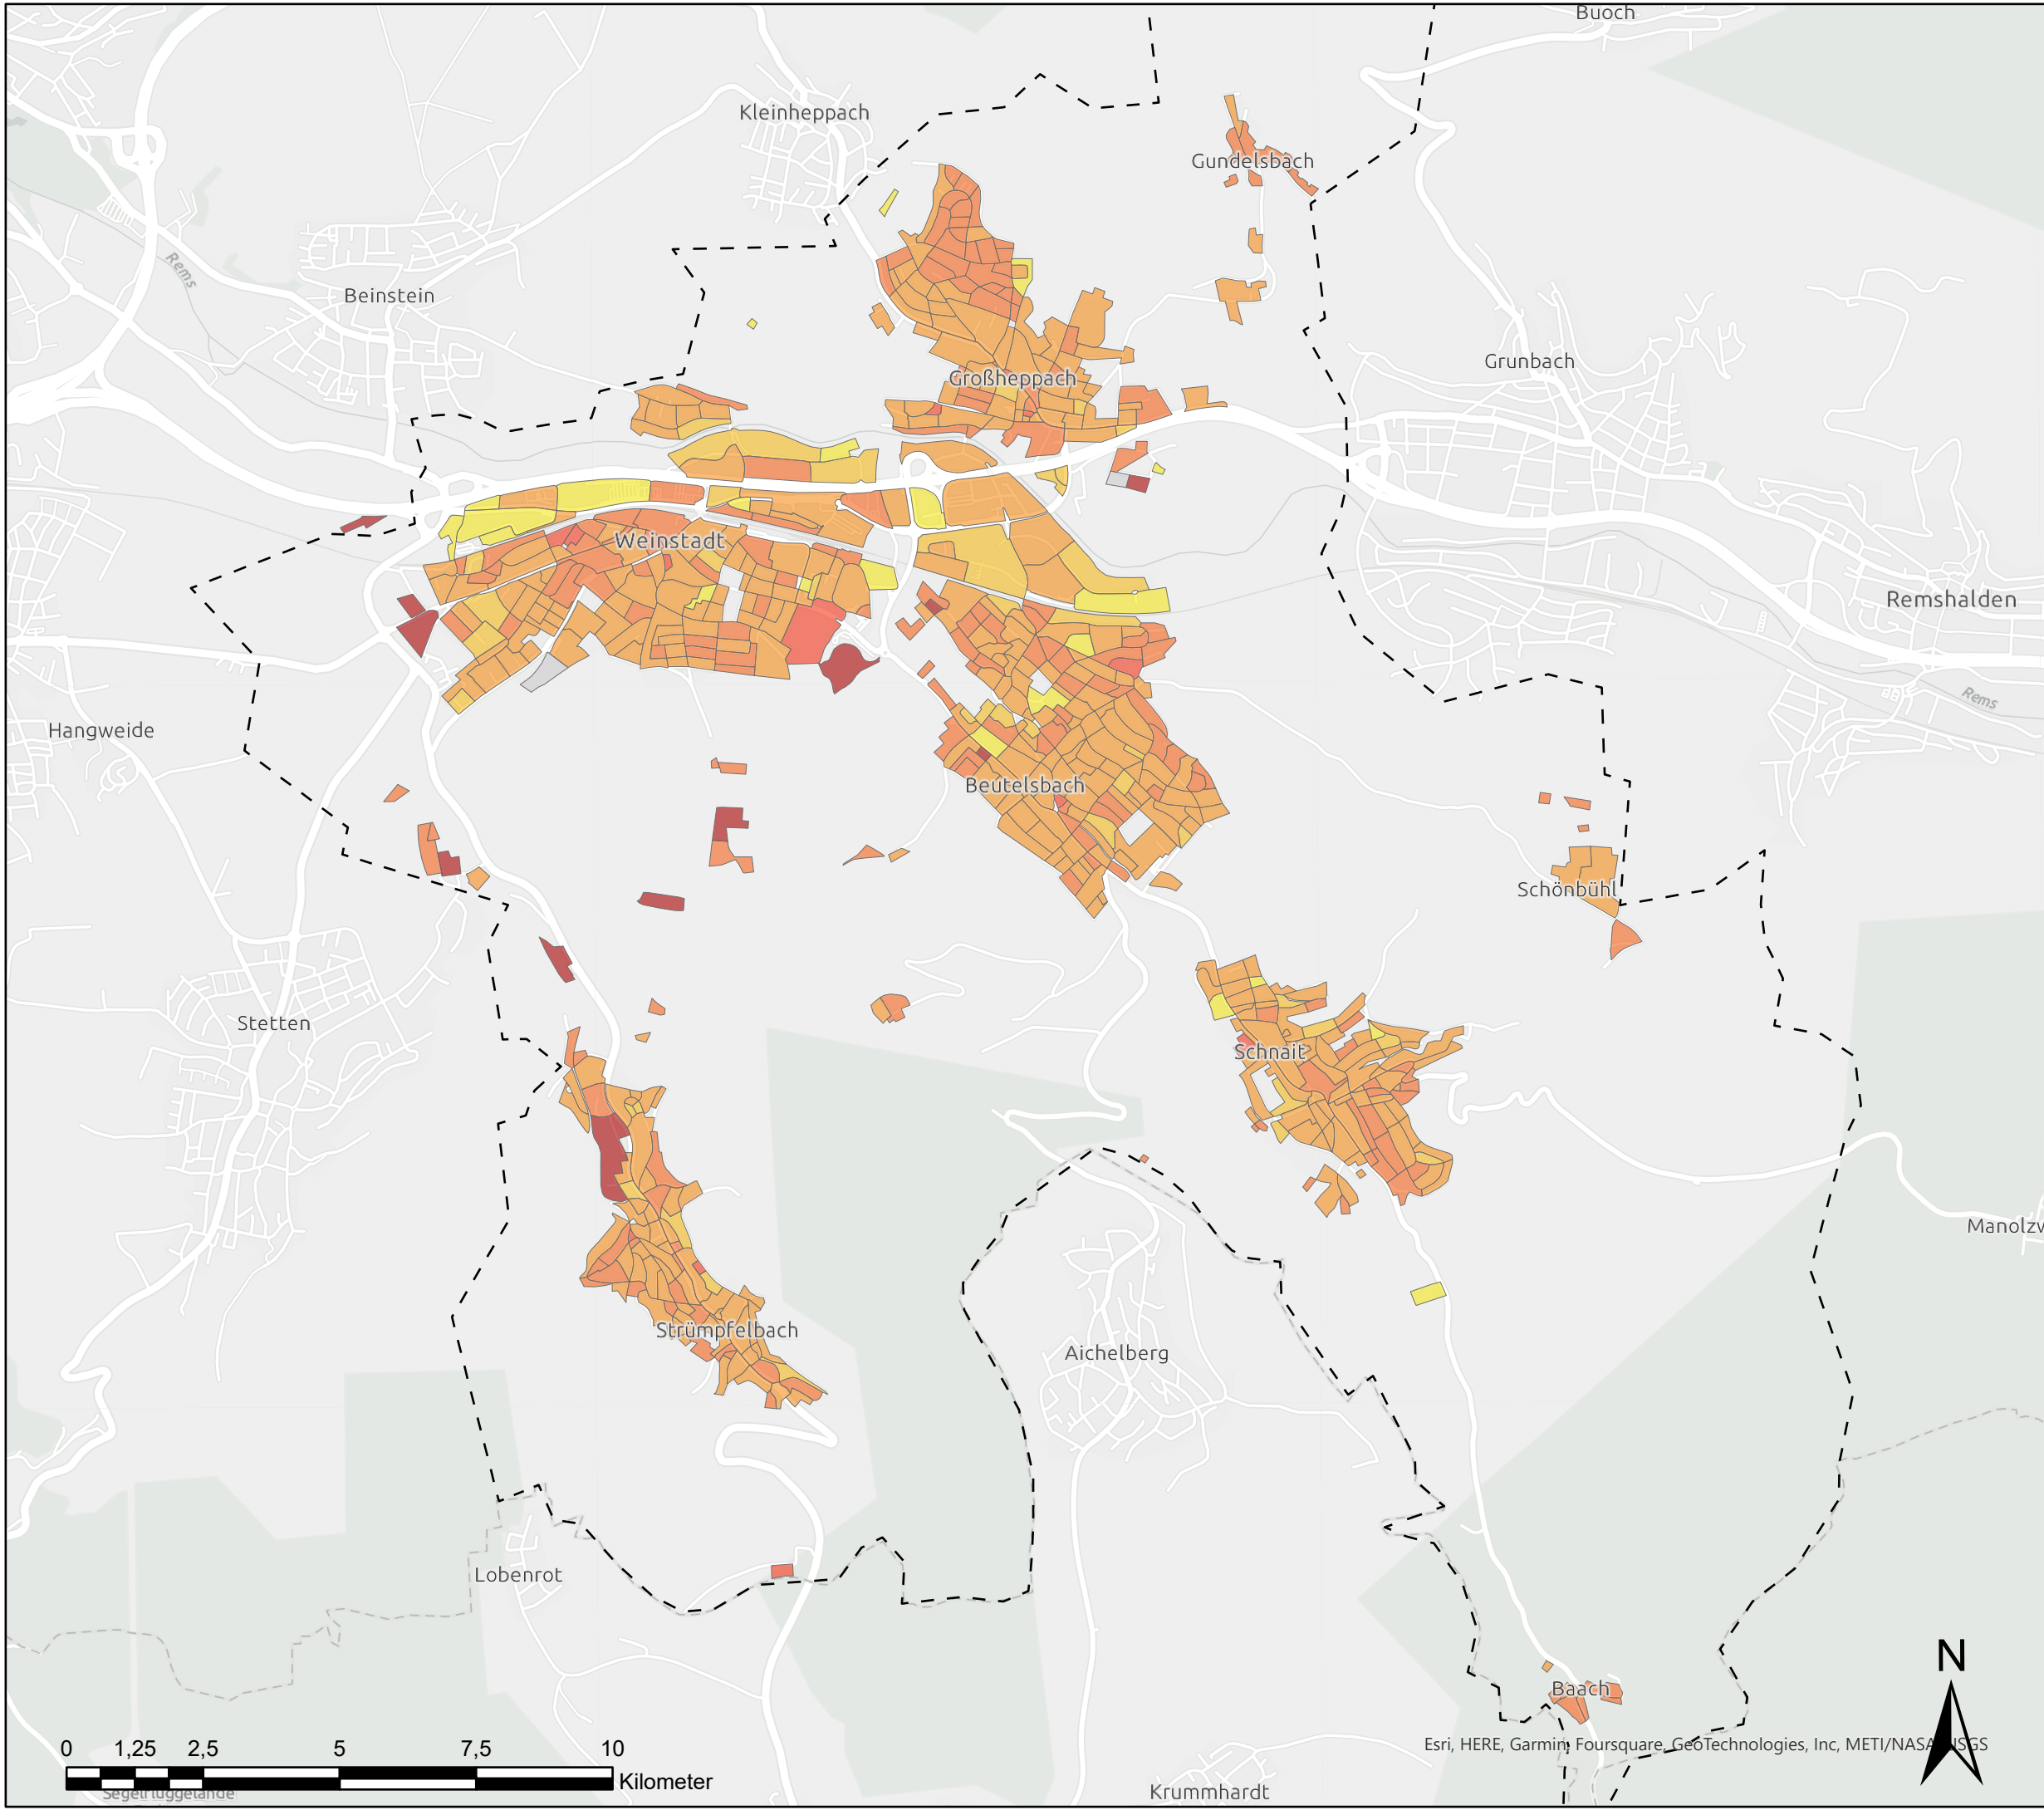 Buoch
Kleinheppach
Gundelsbach
Rems
Beinstein
Grunbach
Großheppach
Weinstadt
Remshalden
Rems
Hangweide
Beutelsbach
Schönbühl
Stetten
Schnait
Manolzw
Strümpfelbach
Aichelberg
Lobenrot
N
Baach
Esri, HERE, Garmin, Foursquare, GeoTechnologies, Inc, METI/NASA, USGS
0 1,25 2,5 5 7,5 10
Kilometer
Segelfluggelände
Krummhardt